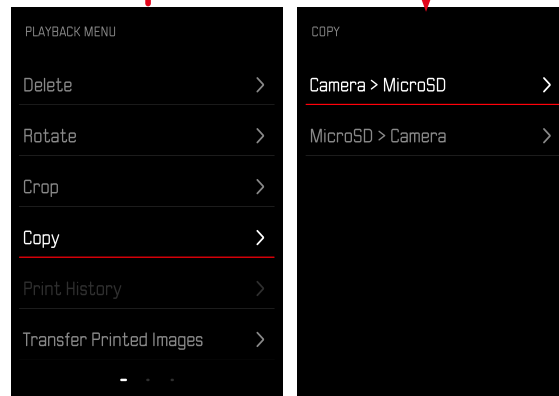 PLAYBACK MENU
Delete
Rotate
Crop
Copy
Print History
Transfer Printed Images
COPY
Camera > MicroSD
MicroSD > Camera